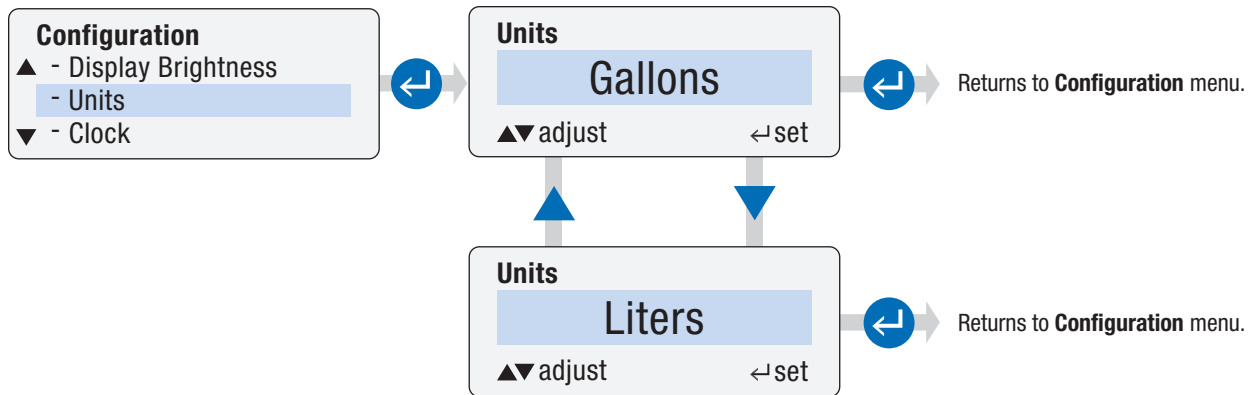 Configuration
▲ - Display Brightness
- Units
▼ - Clock
Units
Gallons
▲▼ adjust ↵ set
Returns to Configuration menu.
Units
Liters
▲▼ adjust ↵ set
Returns to Configuration menu.